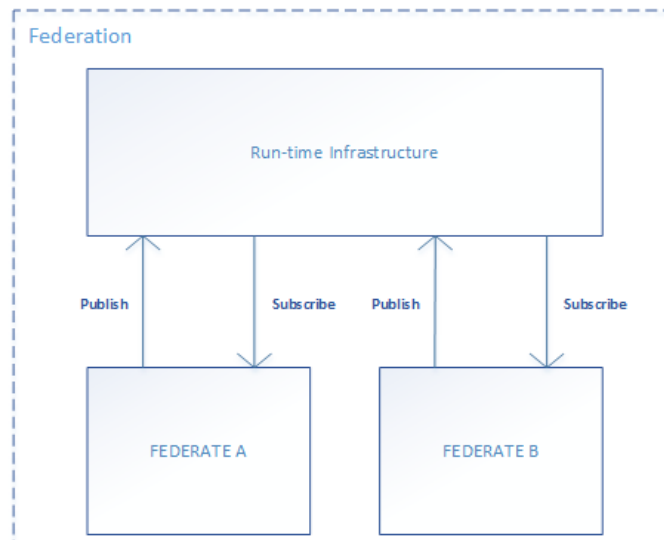 Federation
Run-time Infrastructure
Publish
Subscribe
Publish
Subscribe
FEDERATE A
FEDERATE B